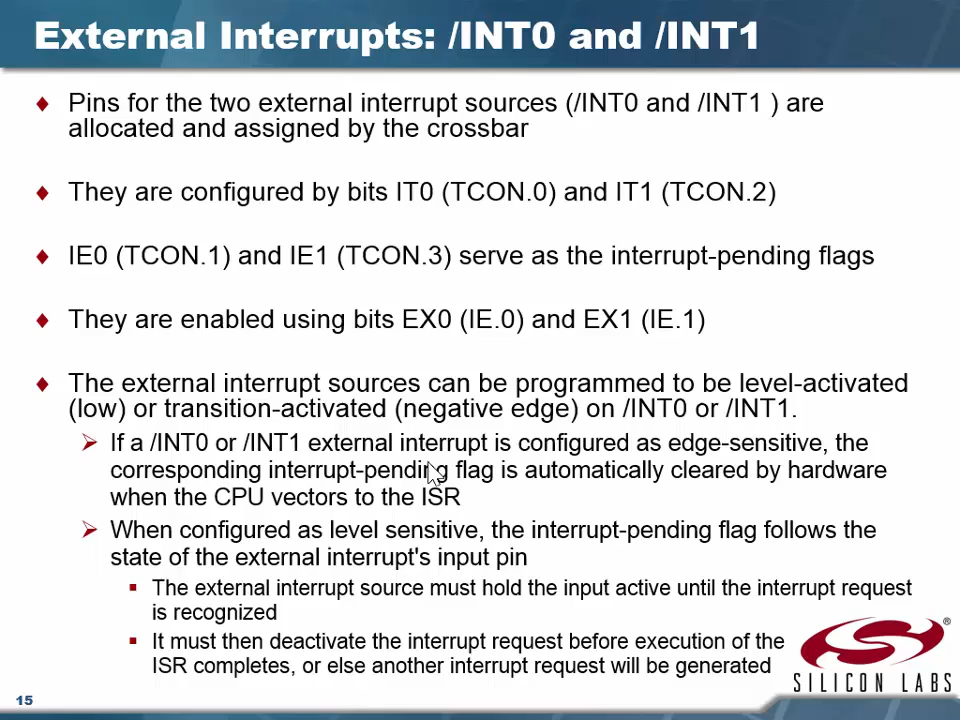 External Interrupts: /INT0 and /INT1
♦ Pins for the two external interrupt sources (/INT0 and /INT1 ) are
allocated and assigned by the crossbar
♦ They are configured by bits IT0 (TCON.0) and IT1 (TCON.2)
♦ IE0 (TCON.1) and IE1 (TCON.3) serve as the interrupt-pending flags
♦ They are enabled using bits EX0 (IE.0) and EX1 (IE.1)
♦ The external interrupt sources can be programmed to be level-activated
(low) or transition-activated (negative edge) on /INT0 or /INT1.
➢ If a /INT0 or /INT1 external interrupt is configured as edge-sensitive, the
corresponding interrupt-pending flag is automatically cleared by hardware
when the CPU vectors to the ISR
➢ When configured as level sensitive, the interrupt-pending flag follows the
state of the external interrupt's input pin
▪ The external interrupt source must hold the input active until the interrupt request
is recognized
▪ It must then deactivate the interrupt request before execution of the
ISR completes, or else another interrupt request will be generated
®
SILICON LABS
15